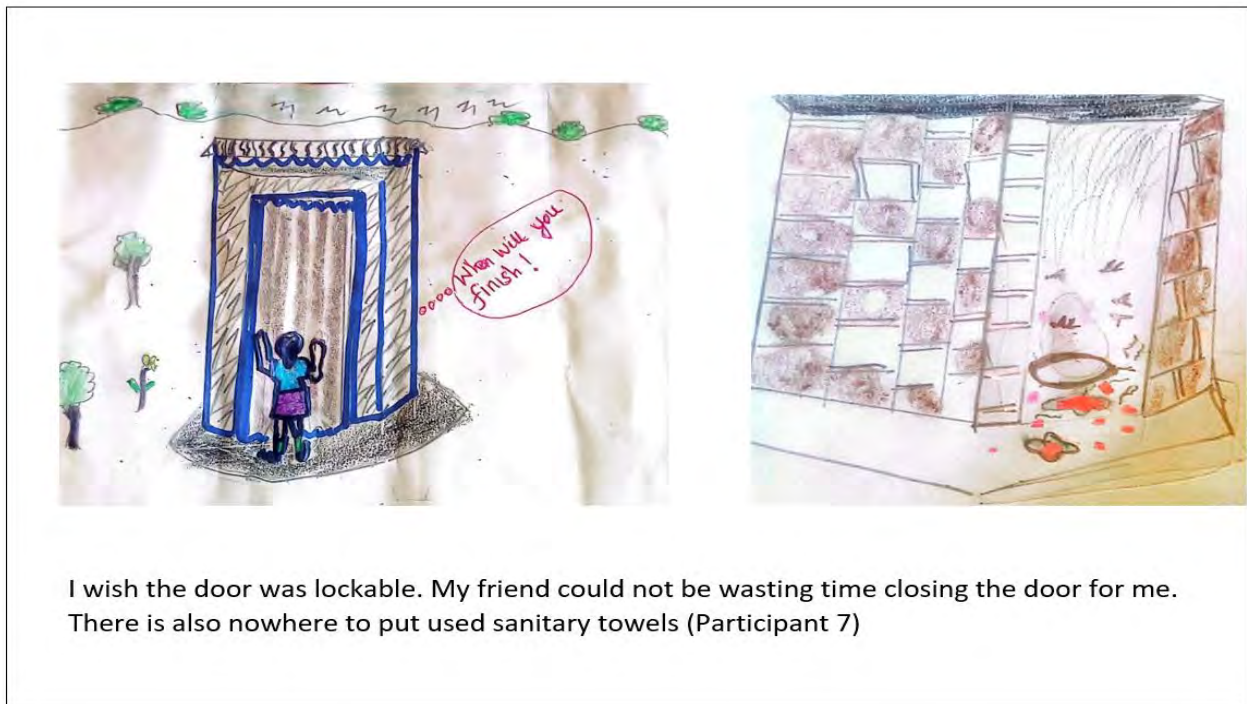 When will you
finish!
I wish the door was lockable. My friend could not be wasting time closing the door for me.
There is also nowhere to put used sanitary towels (Participant 7)